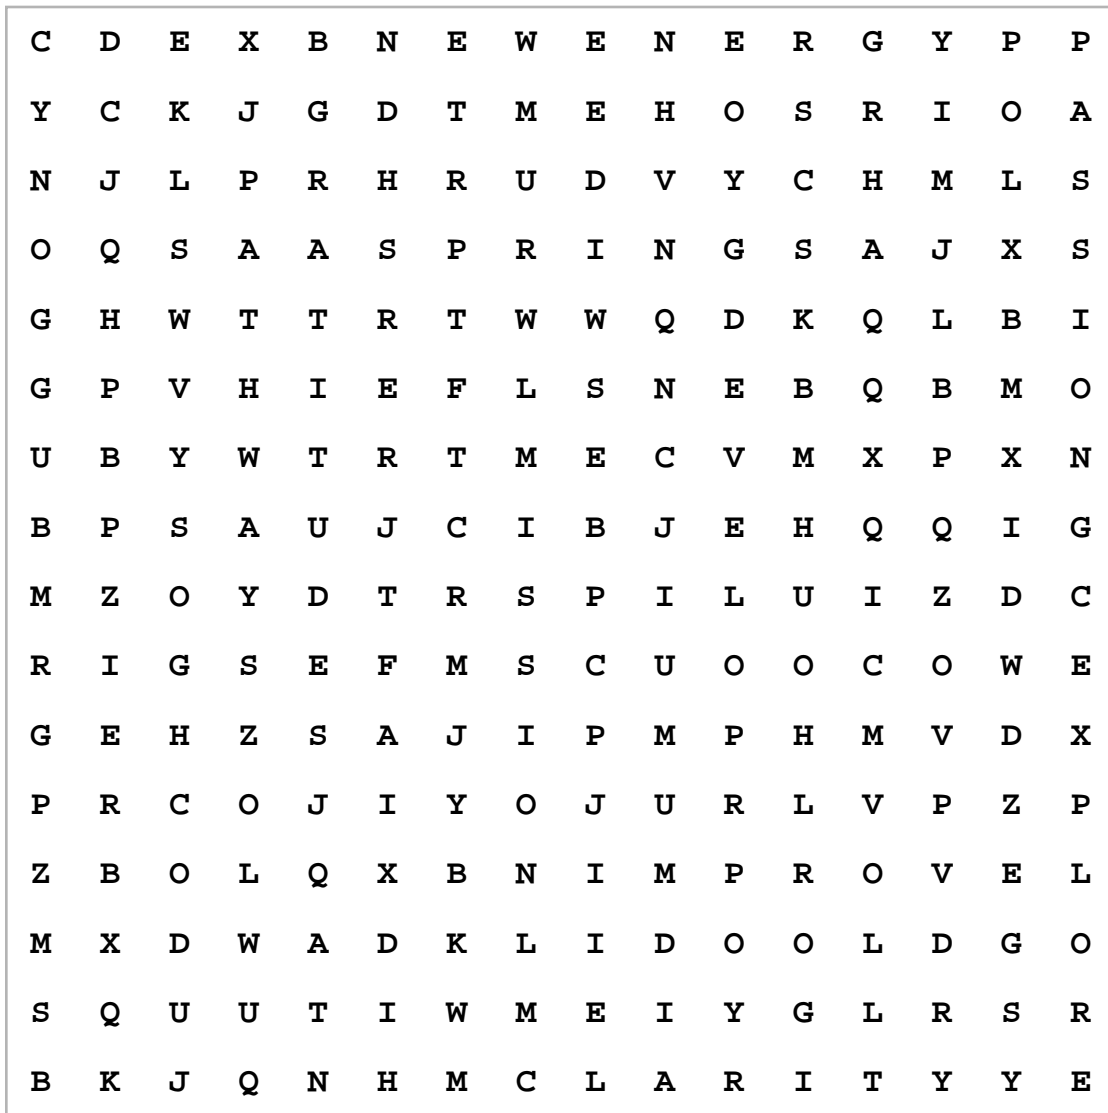 C D E X B N E W E N E R G Y P P
Y C K J G D T M E H O S R I O A
N J L P R H R U D V Y C H M L S
O Q S A A S P R I N G S A J X S
G H W T T R T W W Q D K Q L B I
G P V H I E F L S N E B Q B M O
U B Y W T R T M E C V M X P X N
B P S A U J C I B J E H Q Q I G
M Z O Y D T R S P I L U I Z D C
R I G S E F M S C U O O C O W E
G E H Z S A J I P M P H M V D X
P R C O J I Y O J U R L V P Z P
Z B O L Q X B N I M P R O V E L
M X D W A D K L I D O O L D G O
S Q U U T I W M E I Y G L R S R
B K J Q N H M C L A R I T Y Y E